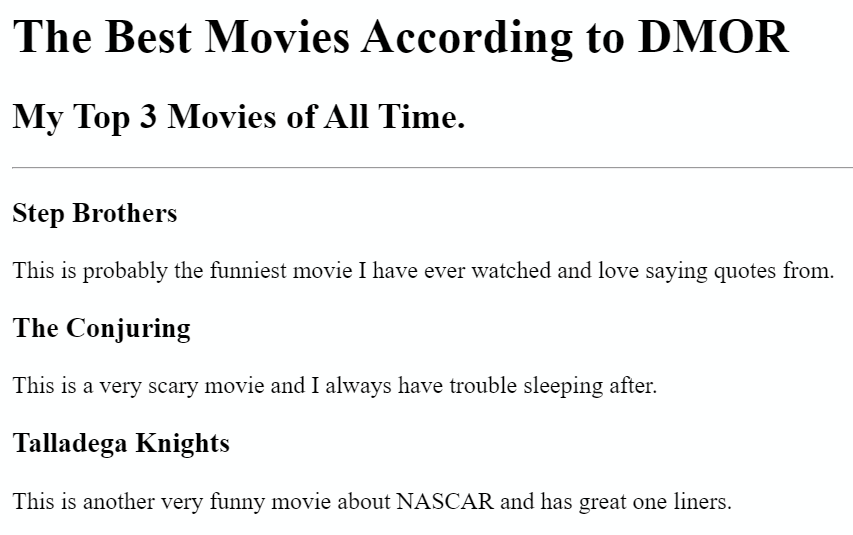 The Best Movies According to DMOR
My Top 3 Movies of All Time.
Step Brothers
This is probably the funniest movie I have ever watched and love saying quotes from.
The Conjuring
This is a very scary movie and I always have trouble sleeping after.
Talladega Knights
This is another very funny movie about NASCAR and has great one liners.